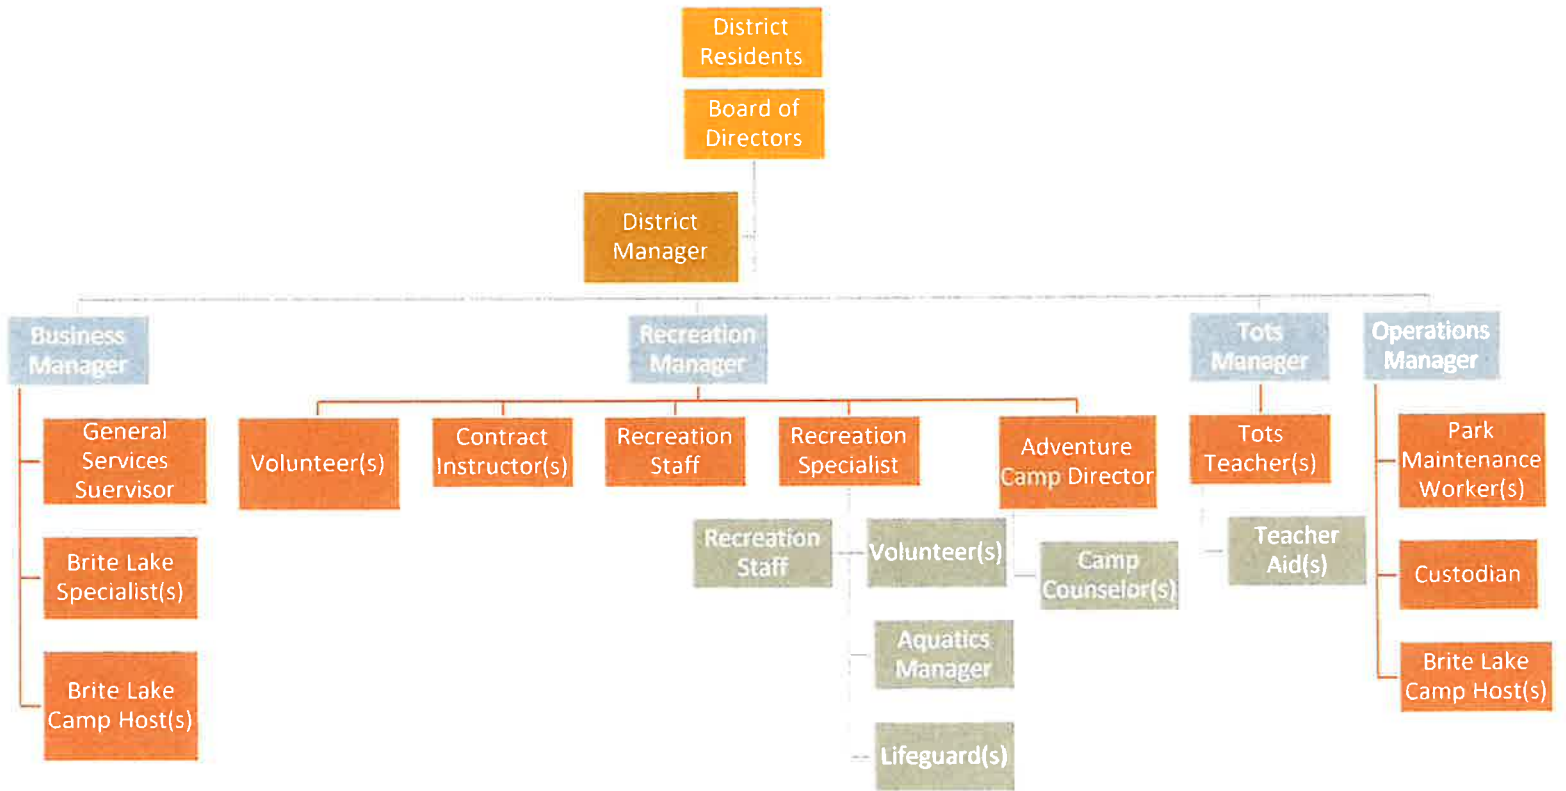 District
Residents
Board of
Directors
District
Manager
Business
Manager
Recreation
Manager
Tots
Manager
Operations
Manager
General
Services
Suervisor
Volunteer(s)
Contract
Instructor(s)
Recreation
Staff
Recreation
Specialist
Adventure
Camp Director
Tots
Teacher(s)
Park
Maintenance
Worker(s)
Recreation
Staff
Volunteer(s)
Camp
Counselor(s)
Teacher
Aid(s)
Brite Lake
Specialist(s)
Custodian
Aquatics
Manager
Brite Lake
Camp Host(s)
Brite Lake
Camp Host(s)
Lifeguard(s)